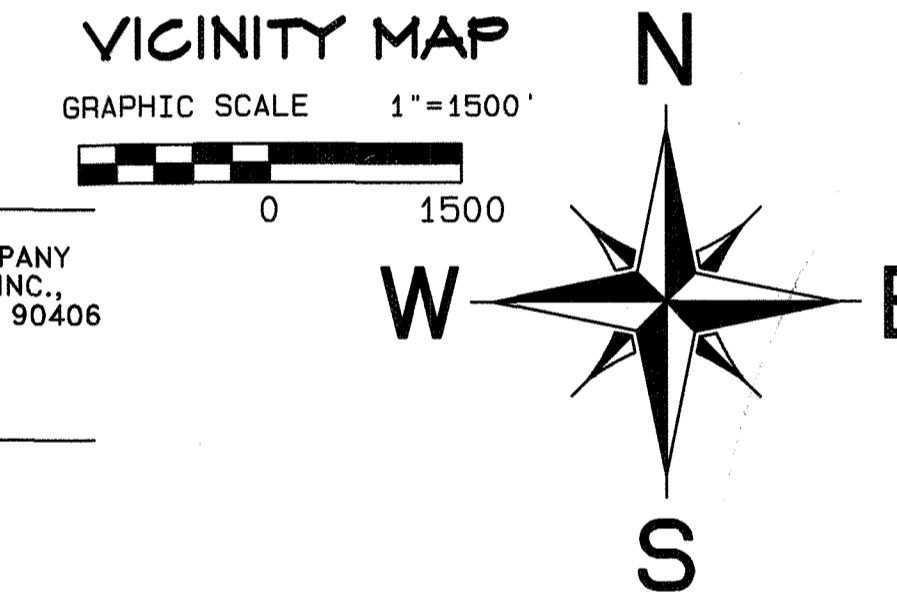 VICINITY MAP
GRAPHIC SCALE 1"=1500'
0 1500
PANY
INC.,
90406
N
W
E
S